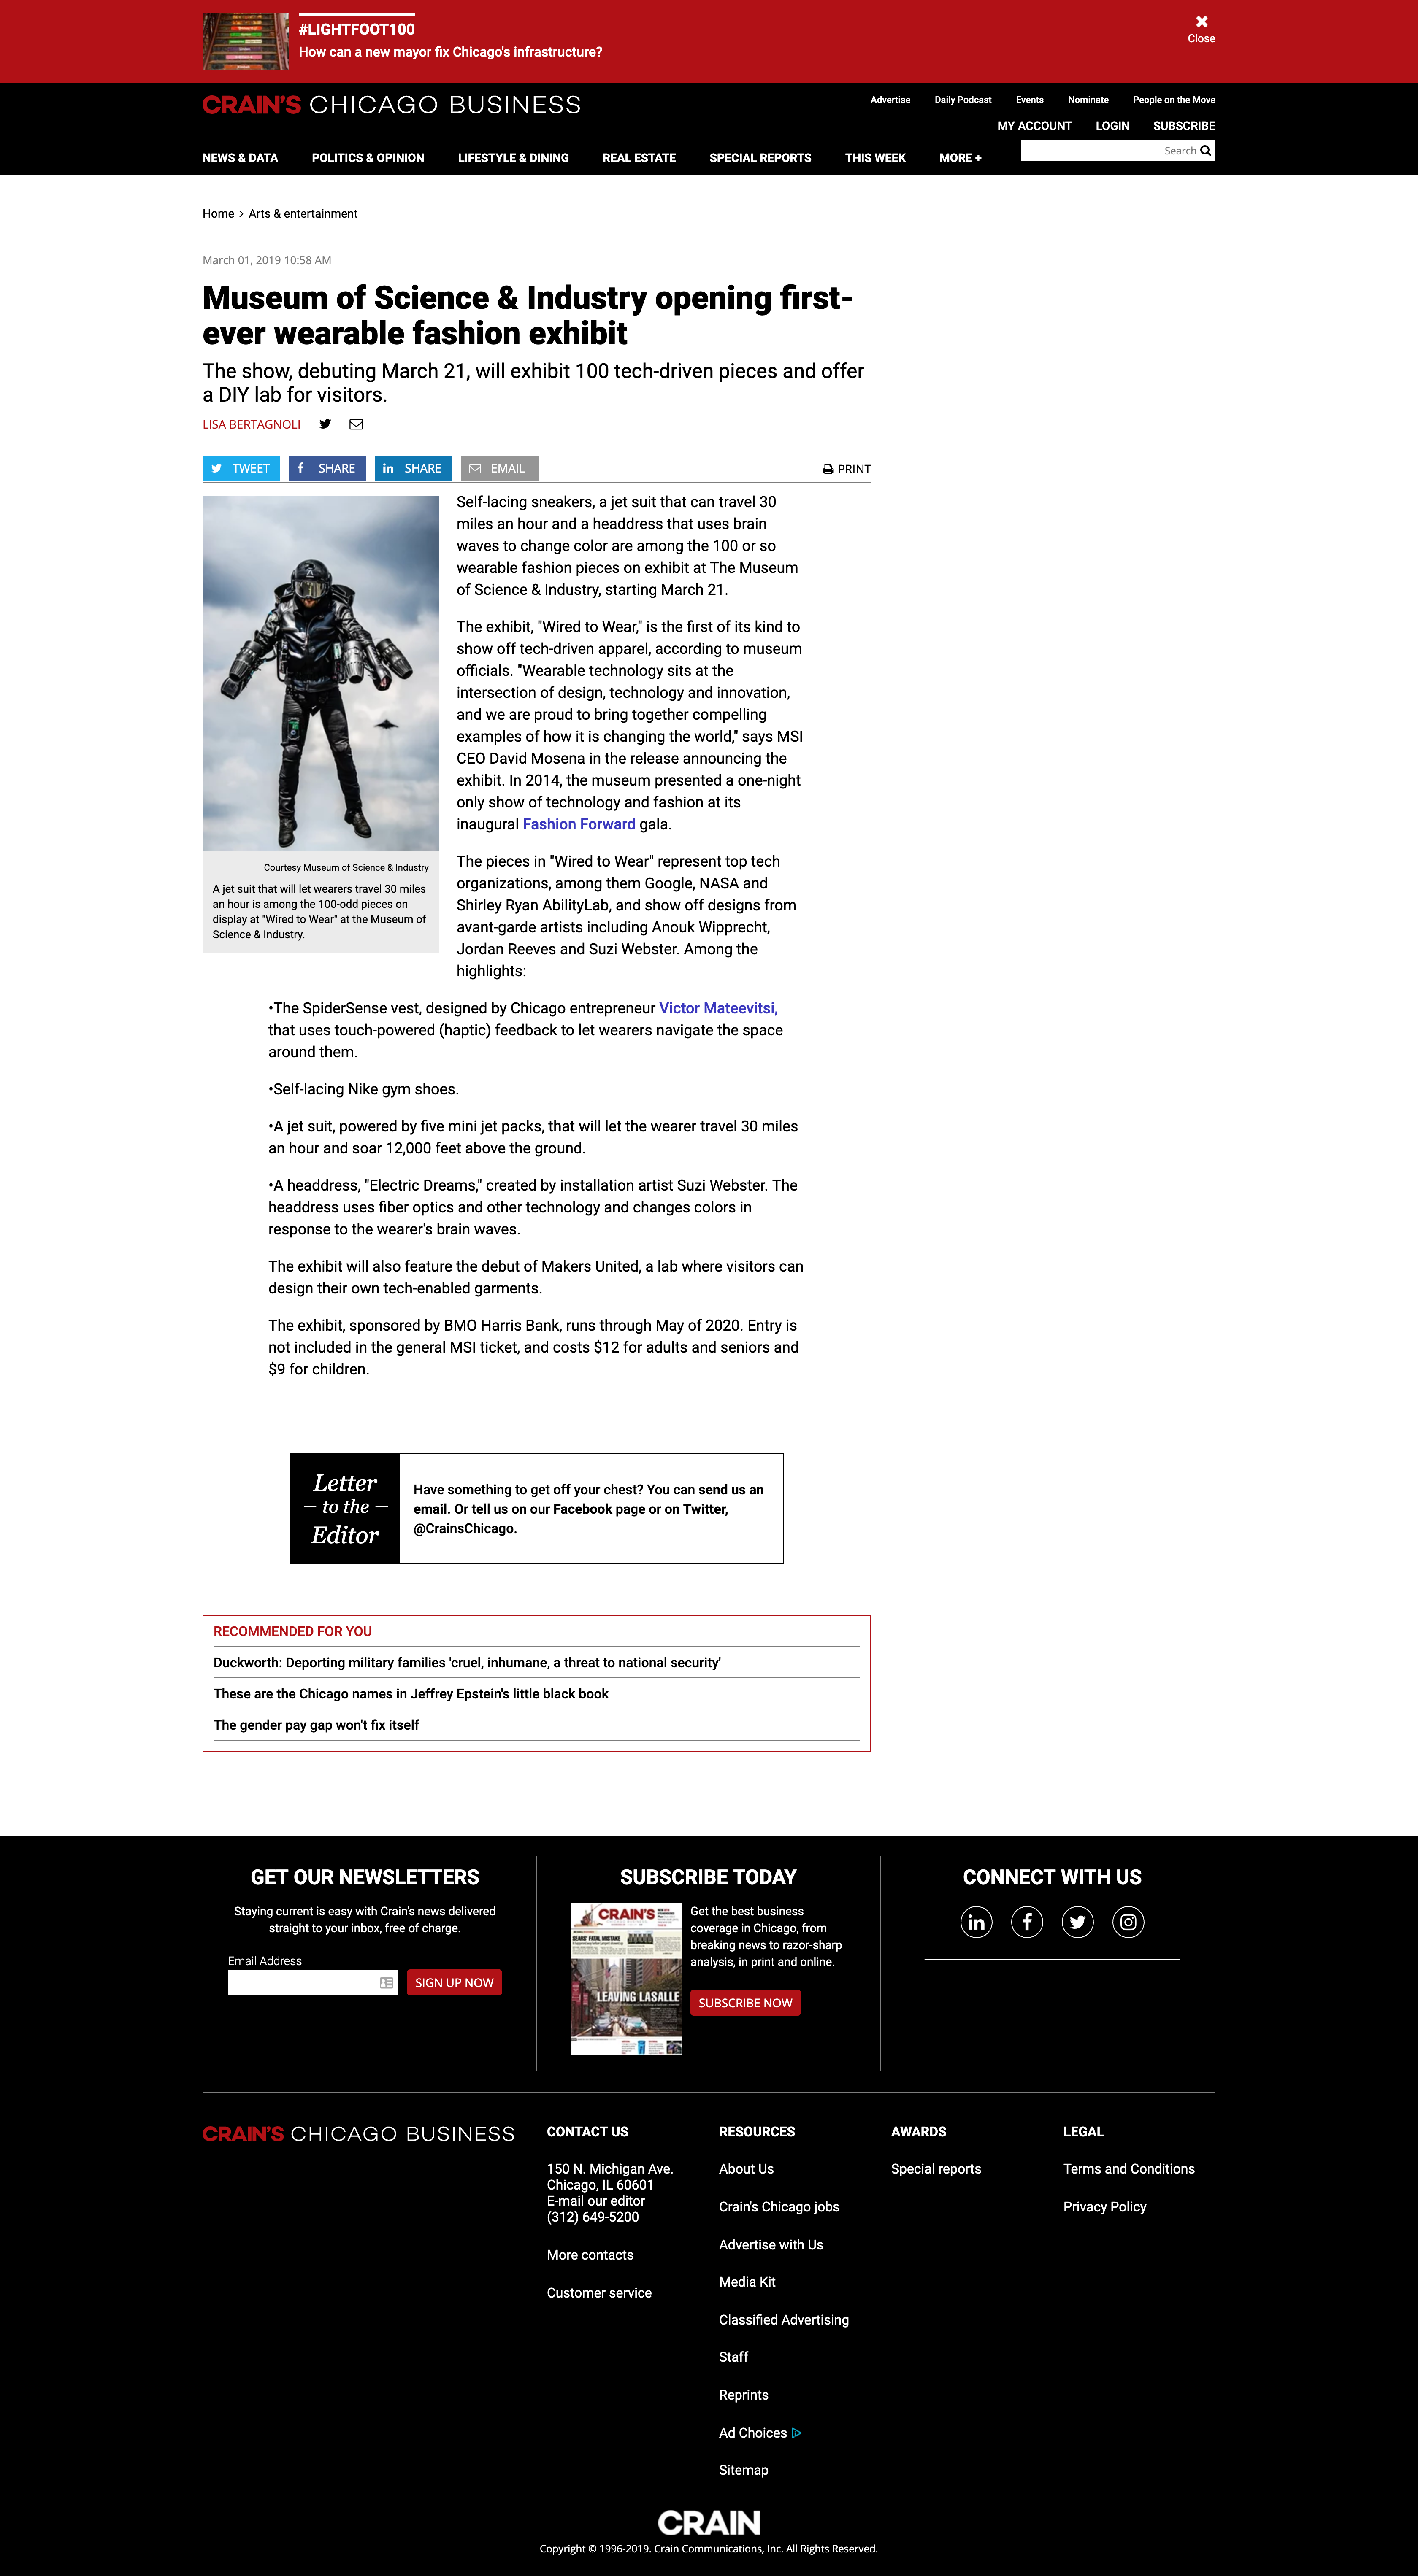 #LIGHTFOOT100
How can a new mayor fix Chicago's infrastructure?
Close
CRAIN'S CHICAGO BUSINESS
Advertise Daily Podcast Events Nominate People on the Move
MY ACCOUNT LOGIN SUBSCRIBE
NEWS & DATA POLITICS & OPINION LIFESTYLE & DINING REAL ESTATE SPECIAL REPORTS THIS WEEK MORE + Search
Home > Arts & entertainment
March 01, 2019 10:58 AM
Museum of Science & Industry opening first-
ever wearable fashion exhibit
The show, debuting March 21, will exhibit 100 tech-driven pieces and offer
a DIY lab for visitors.
LISA BERTAGNOLI
TWEET SHARE SHARE EMAIL PRINT
Courtesy Museum of Science & Industry
A jet suit that will let wearers travel 30 miles
an hour is among the 100-odd pieces on
display at "Wired to Wear" at the Museum of
Science & Industry.
Self-lacing sneakers, a jet suit that can travel 30
miles an hour and a headdress that uses brain
waves to change color are among the 100 or so
wearable fashion pieces on exhibit at The Museum
of Science & Industry, starting March 21.
The exhibit, "Wired to Wear," is the first of its kind to
show off tech-driven apparel, according to museum
officials. "Wearable technology sits at the
intersection of design, technology and innovation,
and we are proud to bring together compelling
examples of how it is changing the world," says MSI
CEO David Mosena in the release announcing the
exhibit. In 2014, the museum presented a one-night
only show of technology and fashion at its
inaugural Fashion Forward gala.
The pieces in "Wired to Wear" represent top tech
organizations, among them Google, NASA and
Shirley Ryan AbilityLab, and show off designs from
avant-garde artists including Anouk Wipprecht,
Jordan Reeves and Suzi Webster. Among the
highlights:
•The SpiderSense vest, designed by Chicago entrepreneur Victor Mateevitsi,
that uses touch-powered (haptic) feedback to let wearers navigate the space
around them.
•Self-lacing Nike gym shoes.
•A jet suit, powered by five mini jet packs, that will let the wearer travel 30 miles
an hour and soar 12,000 feet above the ground.
•A headdress, "Electric Dreams," created by installation artist Suzi Webster. The
headdress uses fiber optics and other technology and changes colors in
response to the wearer's brain waves.
The exhibit will also feature the debut of Makers United, a lab where visitors can
design their own tech-enabled garments.
The exhibit, sponsored by BMO Harris Bank, runs through May of 2020. Entry is
not included in the general MSI ticket, and costs $12 for adults and seniors and
$9 for children.
Letter
— to the —
Editor
Have something to get off your chest? You can send us an
email. Or tell us on our Facebook page or on Twitter,
@CrainsChicago.
RECOMMENDED FOR YOU
Duckworth: Deporting military families 'cruel, inhumane, a threat to national security'
These are the Chicago names in Jeffrey Epstein's little black book
The gender pay gap won't fix itself
GET OUR NEWSLETTERS
Staying current is easy with Crain's news delivered
straight to your inbox, free of charge.
Email Address
SIGN UP NOW
SUBSCRIBE TODAY
CRAIN'S
SEARS' FATAL MISTAKE
LEAVING LASALLE
Get the best business
coverage in Chicago, from
breaking news to razor-sharp
analysis, in print and online.
SUBSCRIBE NOW
CONNECT WITH US
CRAIN'S CHICAGO BUSINESS
CONTACT US
150 N. Michigan Ave.
Chicago, IL 60601
E-mail our editor
(312) 649-5200
More contacts
Customer service
RESOURCES
About Us
Crain's Chicago jobs
Advertise with Us
Media Kit
Classified Advertising
Staff
Reprints
Ad Choices
Sitemap
AWARDS
Special reports
LEGAL
Terms and Conditions
Privacy Policy
CRAIN
Copyright © 1996-2019. Crain Communications, Inc. All Rights Reserved.